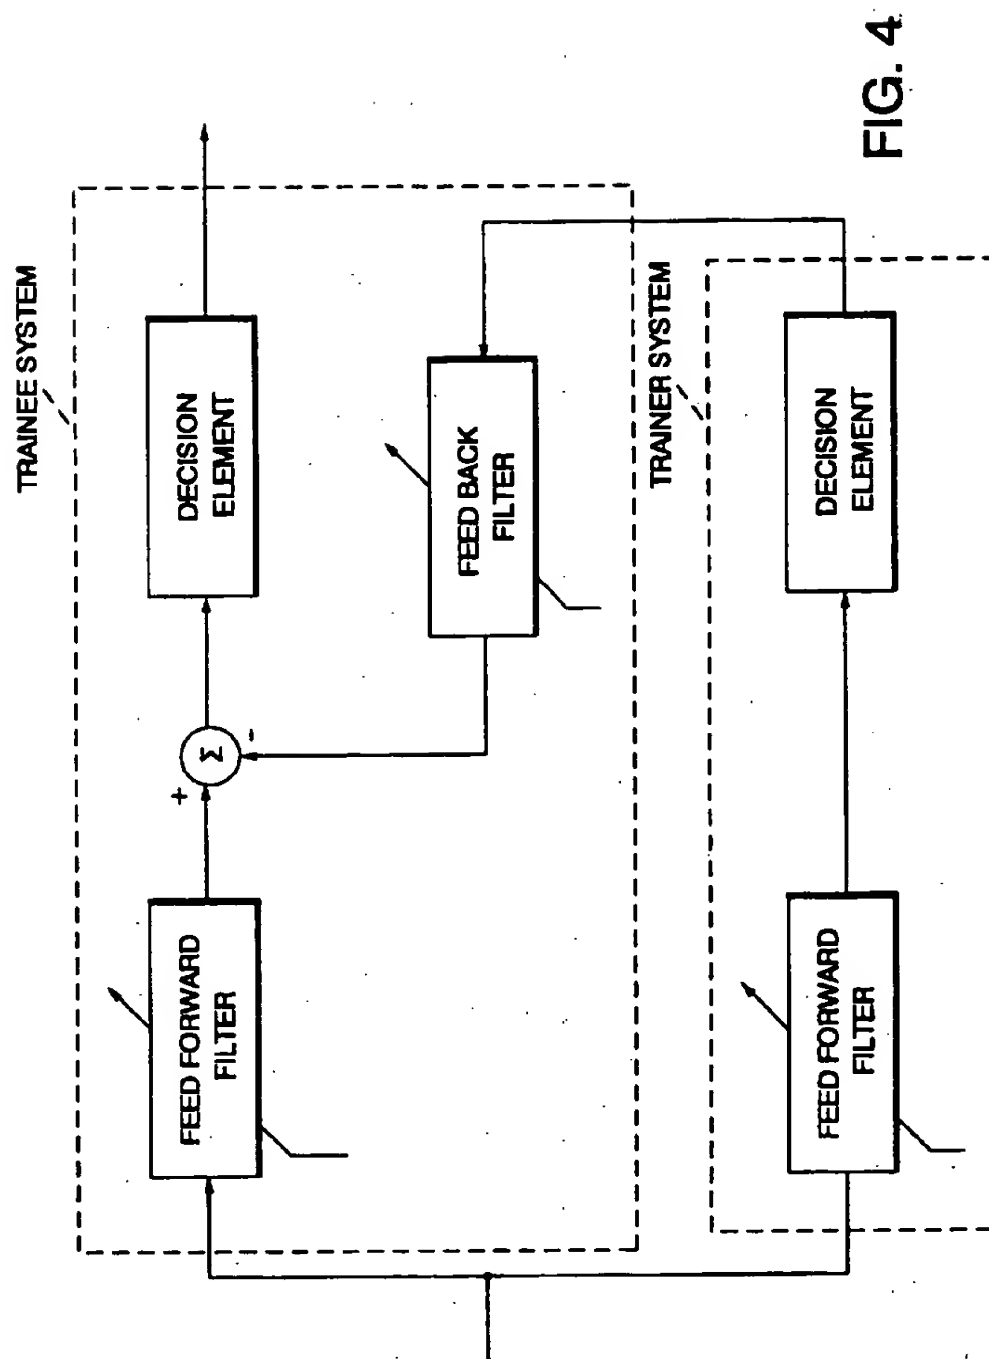 TRAINEE SYSTEM
FEED FORWARD
FILTER
+
Σ
-
DECISION
ELEMENT
FEED BACK
FILTER
TRAINER SYSTEM
FEED FORWARD
FILTER
DECISION
ELEMENT
FIG. 4